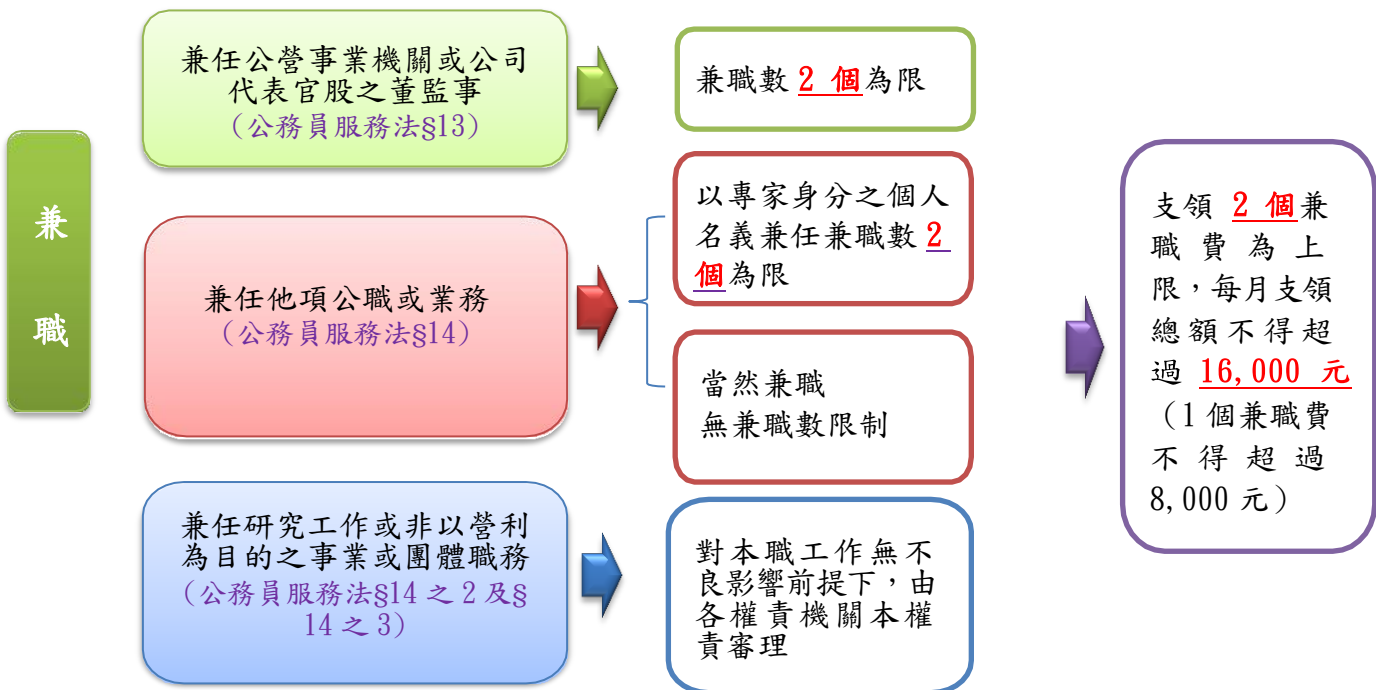 兼
職
兼任公營事業機關或公司
代表官股之董監事
（公務員服務法§13）
兼職數 2 個為限
兼任他項公職或業務
（公務員服務法§14）
以專家身分之個人
名義兼任兼職數 2
個為限
當然兼職
無兼職數限制
兼任研究工作或非以營利
為目的之事業或團體職務
（公務員服務法§14 之 2 及§
14 之 3）
對本職工作無不
良影響前提下，由
各權責機關本權
責審理
支領 2 個兼
職費為上
限，每月支領
總額不得超
過 16,000 元
（1 個兼職費
不得超過
8,000 元）